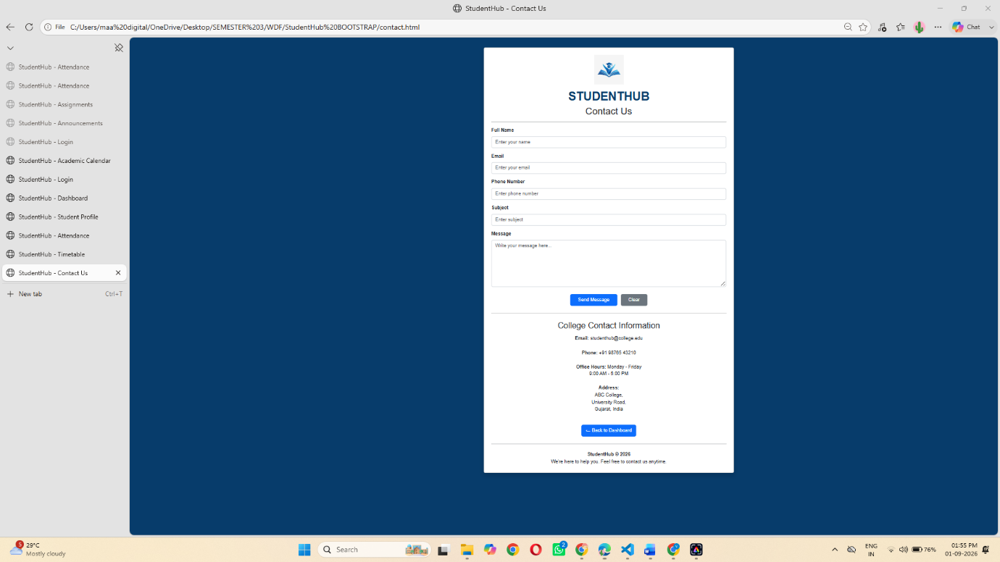 StudentHub - Contact Us
File C:/Users/maa%20digital/OneDrive/Desktop/SEMESTER%203/WDF/StudentHub%20BOOTSTRAP/contact.html
Chat
StudentHub - Attendance
StudentHub - Attendance
StudentHub - Assignments
StudentHub - Announcements
StudentHub - Login
StudentHub - Academic Calendar
StudentHub - Login
StudentHub - Dashboard
StudentHub - Student Profile
StudentHub - Attendance
StudentHub - Timetable
StudentHub - Contact Us
New tab Ctrl+T
STUDENTHUB
Contact Us
Full Name
Enter your name
Email
Enter your email
Phone Number
Enter phone number
Subject
Enter subject
Message
Write your message here...
Send Message Clear
College Contact Information
Email: studenthub@college.edu
Phone: +91 98765 43210
Office Hours: Monday - Friday
9:00 AM - 5:00 PM
Address:
ABC College,
University Road,
Gujarat, India
← Back to Dashboard
StudentHub © 2026
We're here to help you. Feel free to contact us anytime.
5
29°C
Mostly cloudy
Search
2
ENG
IN
76%
01:55 PM
01-09-2026